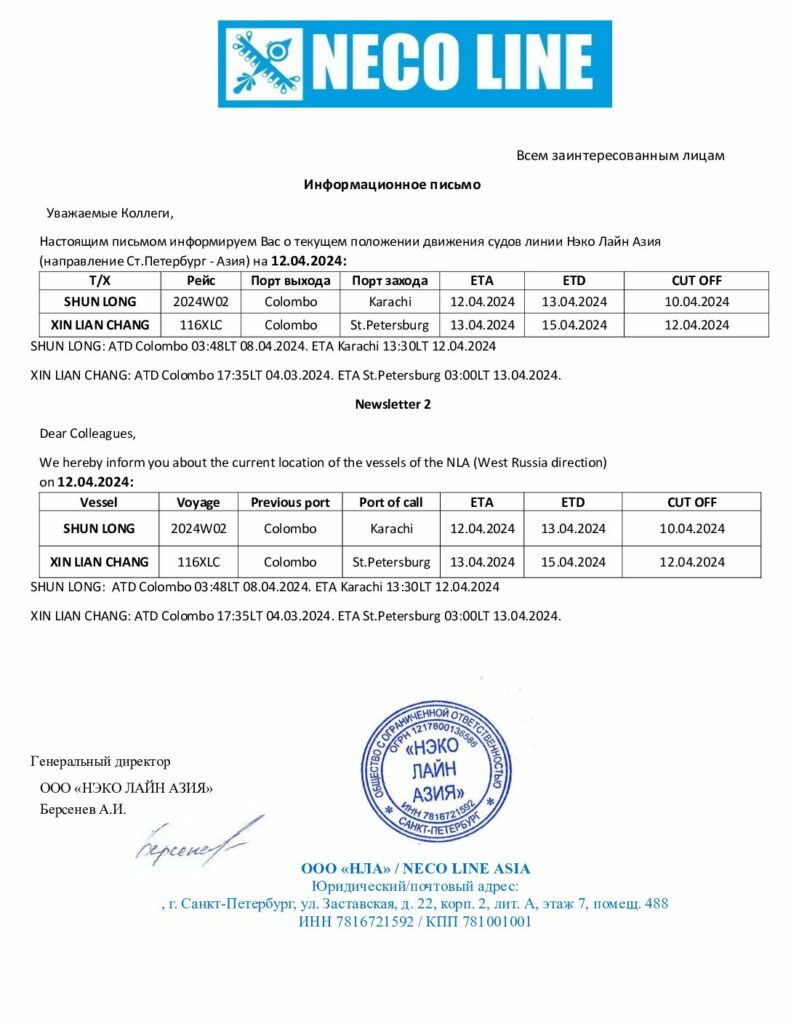 NECO LINE
Всем заинтересованным лицам
Информационное письмо
Уважаемые Коллеги,
Настоящим письмом информируем Вас о текущем положении движения судов линии Нэко Лайн Азия
(направление Ст.Петербург - Азия) на 12.04.2024:
Т/Х Рейс Порт выхода Порт захода ETA ETD CUT OFF
SHUN LONG 2024W02 Colombo Karachi 12.04.2024 13.04.2024 10.04.2024
XIN LIAN CHANG 116XLC Colombo St.Petersburg 13.04.2024 15.04.2024 12.04.2024
SHUN LONG: ATD Colombo 03:48LT 08.04.2024. ETA Karachi 13:30LT 12.04.2024
XIN LIAN CHANG: ATD Colombo 17:35LT 04.03.2024. ETA St.Petersburg 03:00LT 13.04.2024.
Newsletter 2
Dear Colleagues,
We hereby inform you about the current location of the vessels of the NLA (West Russia direction)
on 12.04.2024:
Vessel Voyage Previous port Port of call ETA ETD CUT OFF
SHUN LONG 2024W02 Colombo Karachi 12.04.2024 13.04.2024 10.04.2024
XIN LIAN CHANG 116XLC Colombo St.Petersburg 13.04.2024 15.04.2024 12.04.2024
SHUN LONG: ATD Colombo 03:48LT 08.04.2024. ETA Karachi 13:30LT 12.04.2024
XIN LIAN CHANG: ATD Colombo 17:35LT 04.03.2024. ETA St.Petersburg 03:00LT 13.04.2024.
Генеральный директор
ООО «НЭКО ЛАЙН АЗИЯ»
Берсенев А.И.
Берсенев
ОБЩЕСТВО С ОГРАНИЧЕННОЙ ОТВЕТСТВЕННОСТЬЮ
ОГРН 1217800136586
«НЭКО
ЛАЙН
АЗИЯ»
ИНН 7816721592
* САНКТ-ПЕТЕРБУРГ *
ООО «НЛА» / NECO LINE ASIA
Юридический/почтовый адрес:
, г. Санкт-Петербург, ул. Заставская, д. 22, корп. 2, лит. А, этаж 7, помещ. 488
ИНН 7816721592 / КПП 781001001